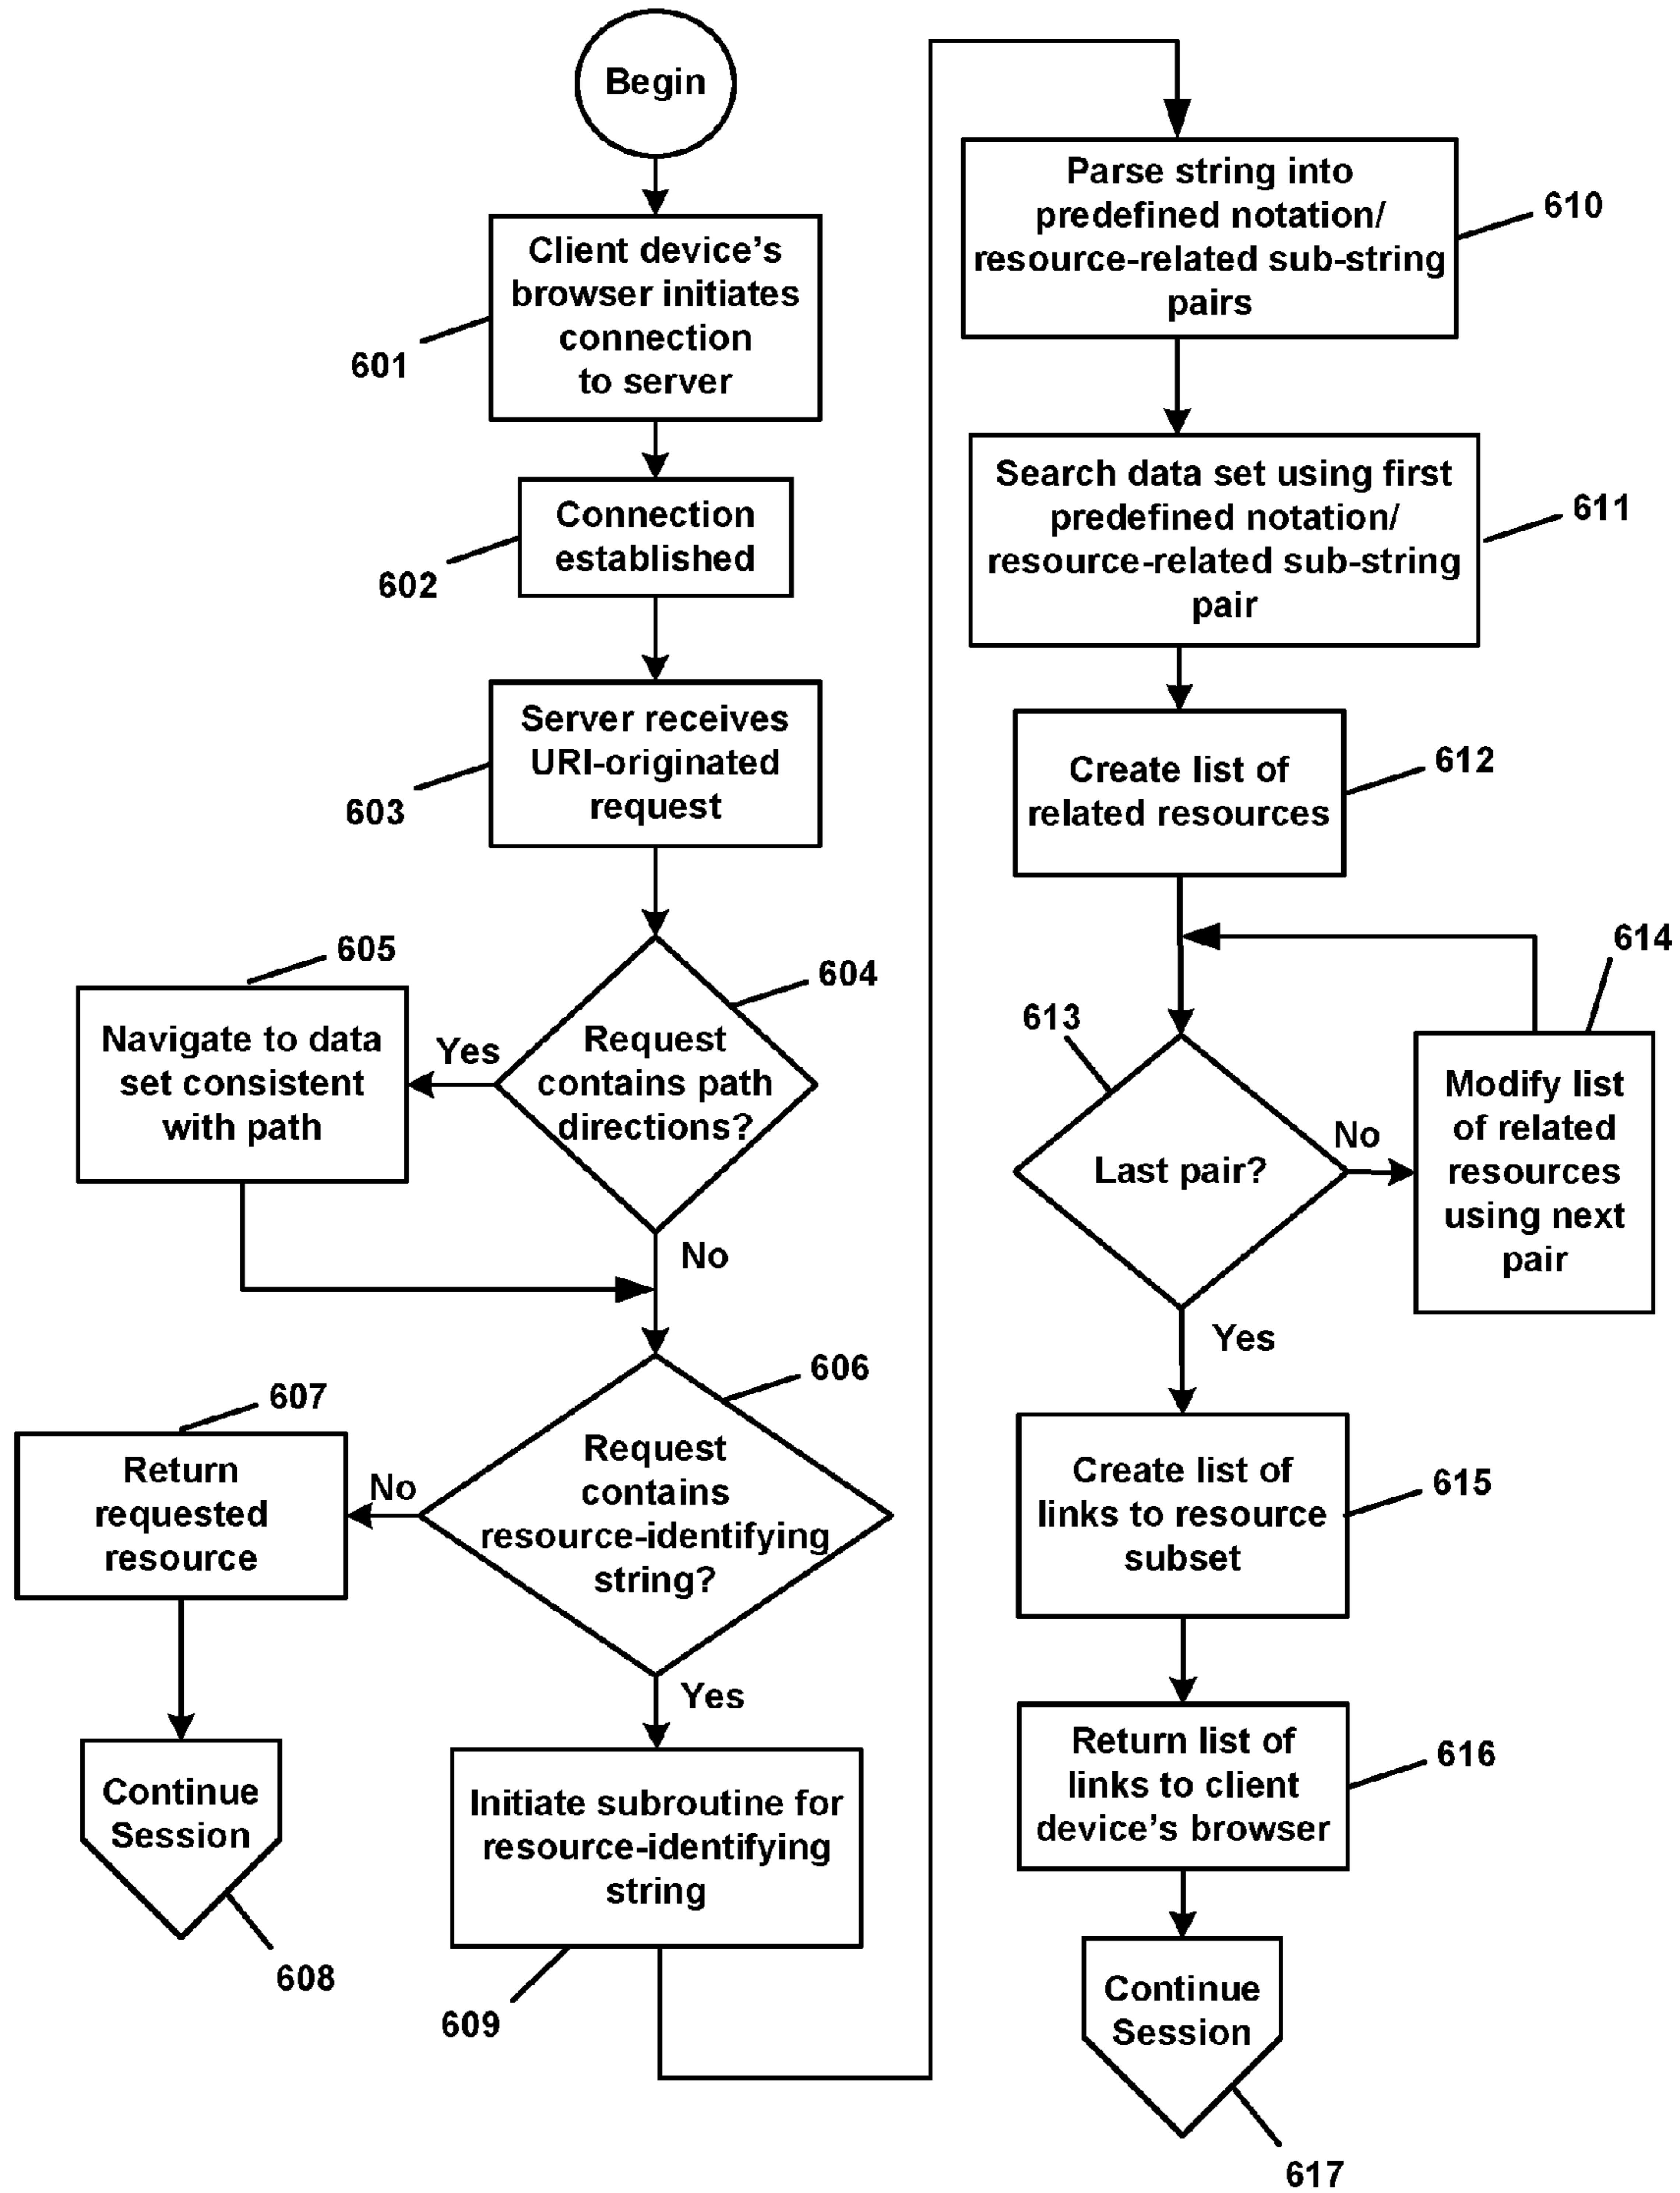 Begin
Client device's
browser initiates
connection
to server
601
Connection
established
602
Server receives
URI-originated
request
603
604
Request
contains path
directions?
Yes
605
Navigate to data
set consistent
with path
No
606
Request
contains
resource-identifying
string?
No
607
Return
requested
resource
Continue
Session
608
Yes
Initiate subroutine for
resource-identifying
string
609
Parse string into
predefined notation/
resource-related sub-string
pairs
610
Search data set using first
predefined notation/
resource-related sub-string
pair
611
Create list of
related resources
612
613
Last pair?
No
614
Modify list
of related
resources
using next
pair
Yes
Create list of
links to resource
subset
615
Return list of
links to client
device's browser
616
Continue
Session
617